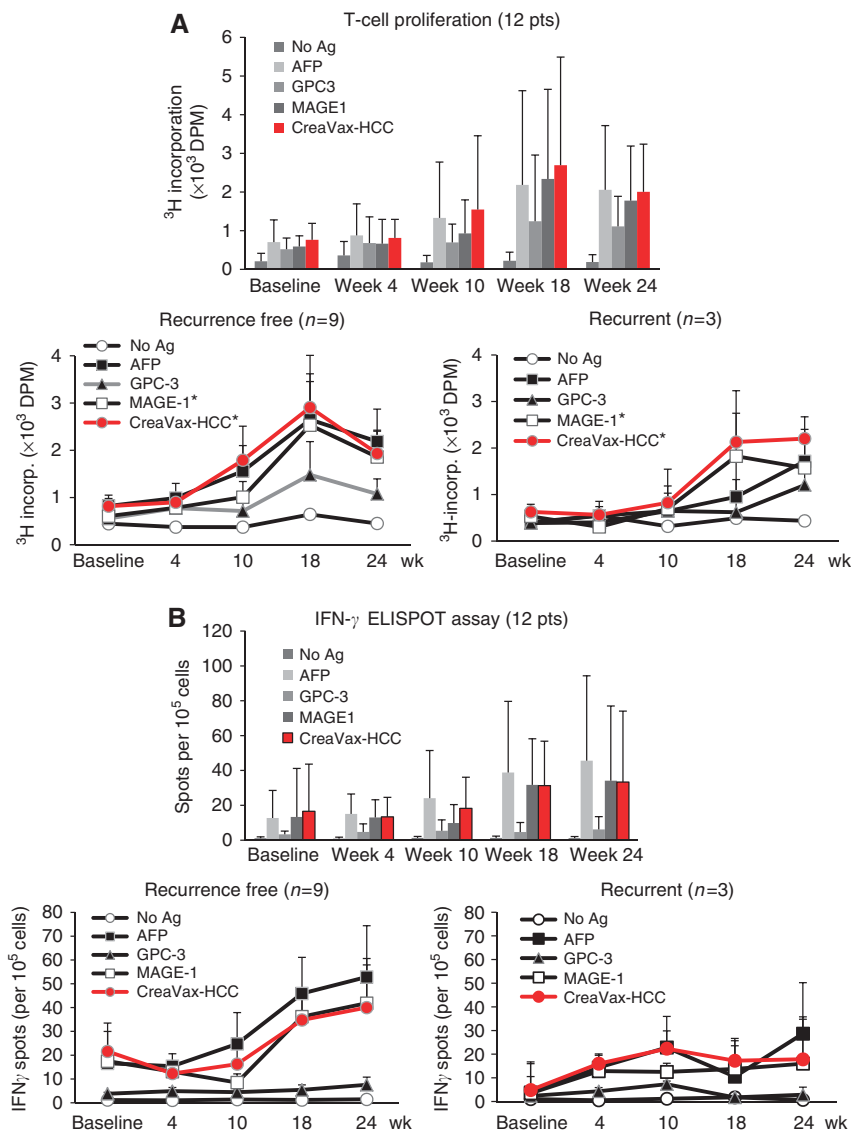 A
T-cell proliferation (12 pts)
³H incorporation
(×10³ DPM)
6
5
4
3
2
1
0
No Ag
AFP
GPC3
MAGE1
CreaVax-HCC
Baseline Week 4 Week 10 Week 18 Week 24
Recurrence free (n=9)
³H incorp. (×10³ DPM)
4
3
2
1
0
No Ag
AFP
GPC-3
MAGE-1*
CreaVax-HCC*
Baseline 4 10 18 24 wk
Recurrent (n=3)
³H-incorp. (×10³ DPM)
4
3
2
1
0
No Ag
AFP
GPC-3
MAGE-1*
CreaVax-HCC*
Baseline 4 10 18 24 wk
B
IFN-γ ELISPOT assay (12 pts)
Spots per 10⁵ cells
120
100
80
60
40
20
0
No Ag
AFP
GPC-3
MAGE1
CreaVax-HCC
Baseline Week 4 Week 10 Week 18 Week 24
Recurrence free (n=9)
IFNγ spots (per 10⁵ cells)
80
70
60
50
40
30
20
10
0
No Ag
AFP
GPC-3
MAGE-1
CreaVax-HCC
Baseline 4 10 18 24 wk
Recurrent (n=3)
IFNγ spots (per 10⁵ cells)
80
70
60
50
40
30
20
10
0
No Ag
AFP
GPC-3
MAGE-1
CreaVax-HCC
Baseline 4 10 18 24 wk